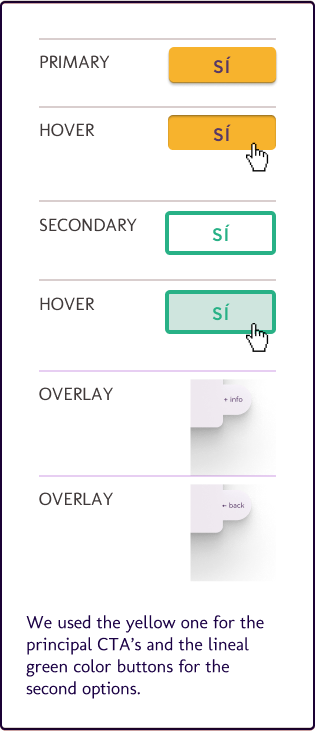 PRIMARY
SÍ
HOVER
SÍ
SECONDARY
SÍ
HOVER
SÍ
OVERLAY
+ info
OVERLAY
← back
We used the yellow one for the
principal CTA's and the lineal
green color buttons for the
second options.